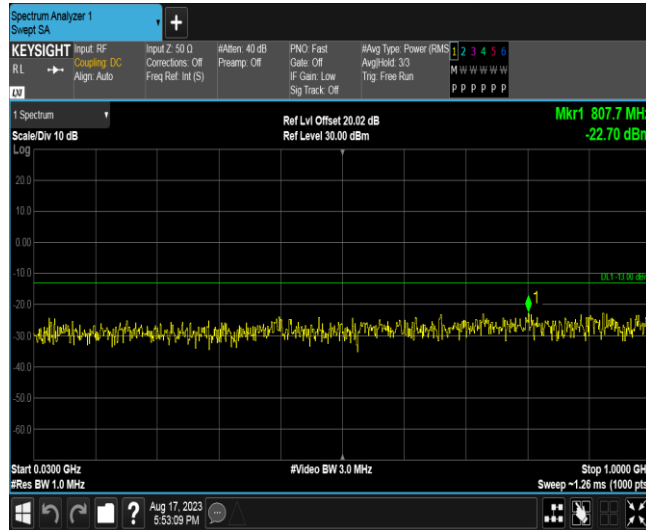 Spectrum Analyzer 1
Swept SA
+
KEYSIGHT
RL
LXI
Input: RF
Coupling: DC
Align: Auto
Input Z: 50 Ω
Corrections: Off
Freq Ref: Int (S)
#Atten: 40 dB
Preamp: Off
PNO: Fast
Gate: Off
IF Gain: Low
Sig Track: Off
#Avg Type: Power (RMS
Avg|Hold: 3/3
Trig: Free Run
1 2 3 4 5 6
M W W W W W
P P P P P P
1 Spectrum
Scale/Div 10 dB
Log
Ref Lvl Offset 20.02 dB
Ref Level 30.00 dBm
Mkr1 807.7 MHz
-22.70 dBm
20.0
10.0
0.00
-10.0
-20.0
-30.0
-40.0
-50.0
-60.0
DL1 -13.00 dBm
1
Start 0.0300 GHz
#Res BW 1.0 MHz
#Video BW 3.0 MHz
Stop 1.0000 GH
Sweep ~1.26 ms (1000 pts
?
Aug 17, 2023
5:53:09 PM